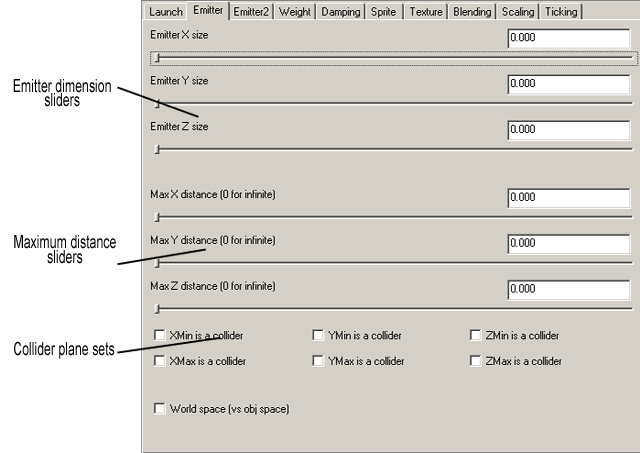 Launch Emitter Emitter2 Weight Damping Sprite Texture Blending Scaling Ticking
Emitter X size 0.000
Emitter Y size 0.000
Emitter dimension
sliders
Emitter Z size 0.000
Max X distance (0 for infinite) 0.000
Maximum distance
sliders
Max Y distance (0 for infinite) 0.000
Max Z distance (0 for infinite) 0.000
Collider plane sets
XMin is a collider YMin is a collider ZMin is a collider
XMax is a collider YMax is a collider ZMax is a collider
World space (vs obj space)